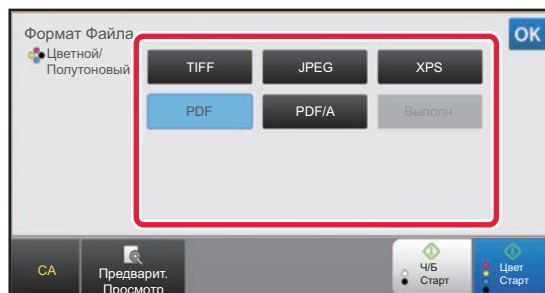 Формат Файла
OK
Цветной/
Полутоновый
TIFF
JPEG
XPS
PDF
PDF/A
Выполн
CA
Предварит.
Просмотр
Ч/Б
Старт
Цвет
Старт